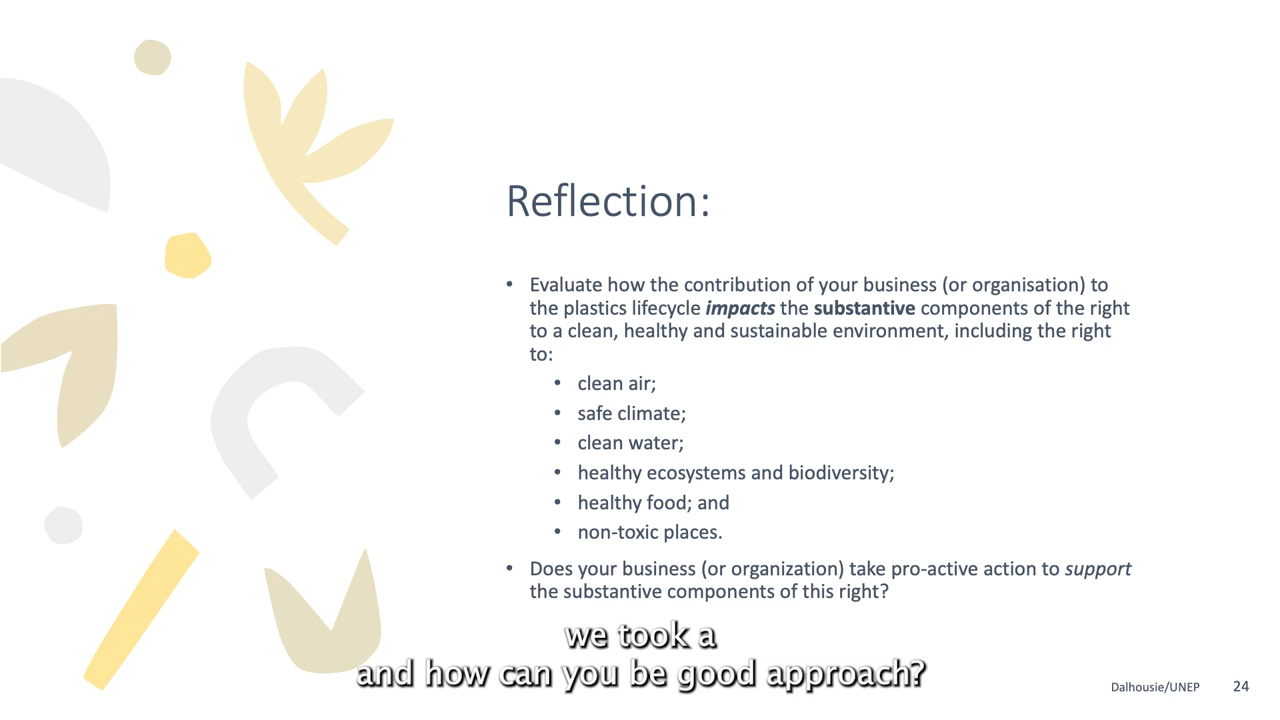 Reflection:
• Evaluate how the contribution of your business (or organisation) to
the plastics lifecycle impacts the substantive components of the right
to a clean, healthy and sustainable environment, including the right
to:
• clean air;
• safe climate;
• clean water;
• healthy ecosystems and biodiversity;
• healthy food; and
• non-toxic places.
• Does your business (or organization) take pro-active action to support
the substantive components of this right?
we took a
and how can you be good approach?
Dalhousie/UNEP 24